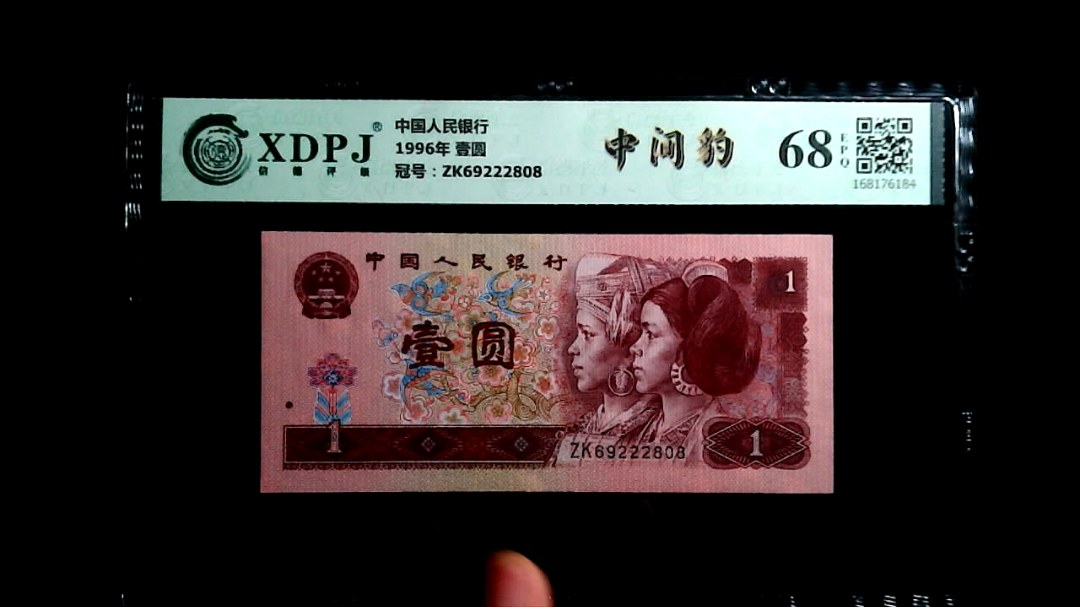 XDPJ®
信德评级
中国人民银行
1996年 壹圆
冠号：ZK69222808
中间豹
68
EPQ
168176184
中国人民银行
1
壹圆
1
ZK69222808
1